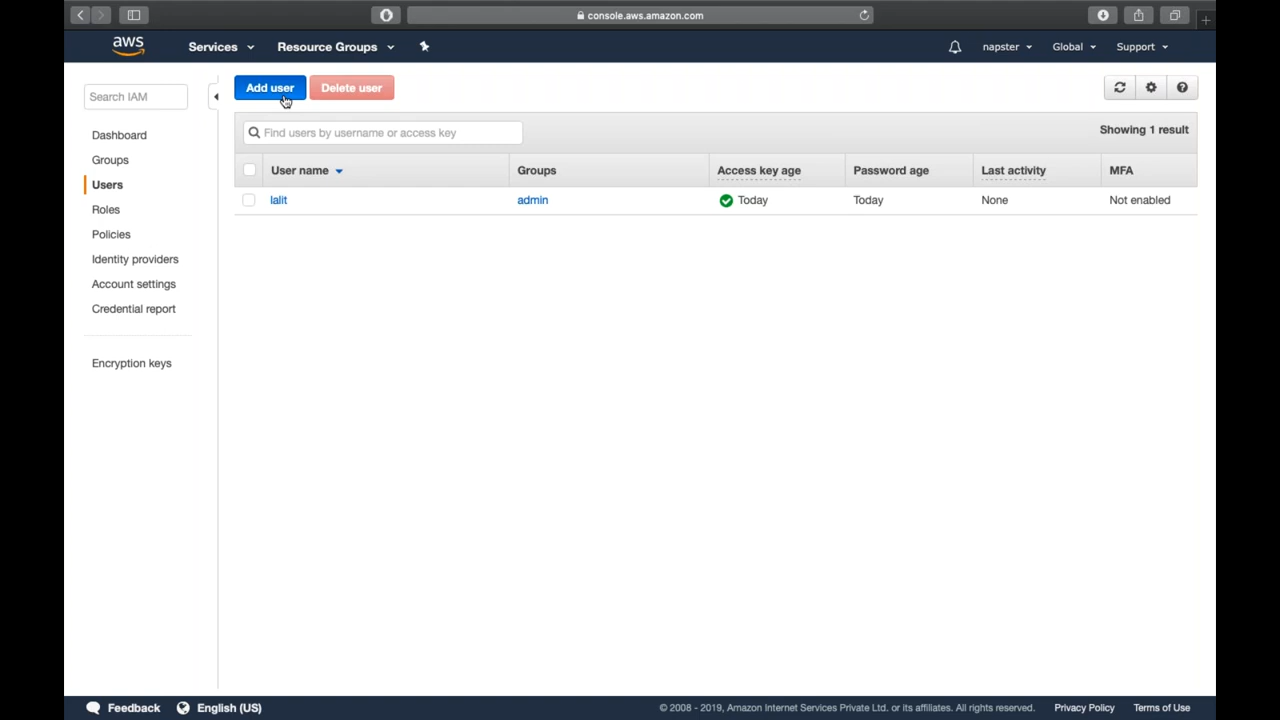 console.aws.amazon.com
aws Services Resource Groups napster Global Support
Search IAM
Dashboard
Groups
Users
Roles
Policies
Identity providers
Account settings
Credential report
Encryption keys
Add user Delete user
Find users by username or access key Showing 1 result
User name Groups Access key age Password age Last activity MFA
lalit admin Today Today None Not enabled
Feedback English (US) © 2008 - 2019, Amazon Internet Services Private Ltd. or its affiliates. All rights reserved. Privacy Policy Terms of Use